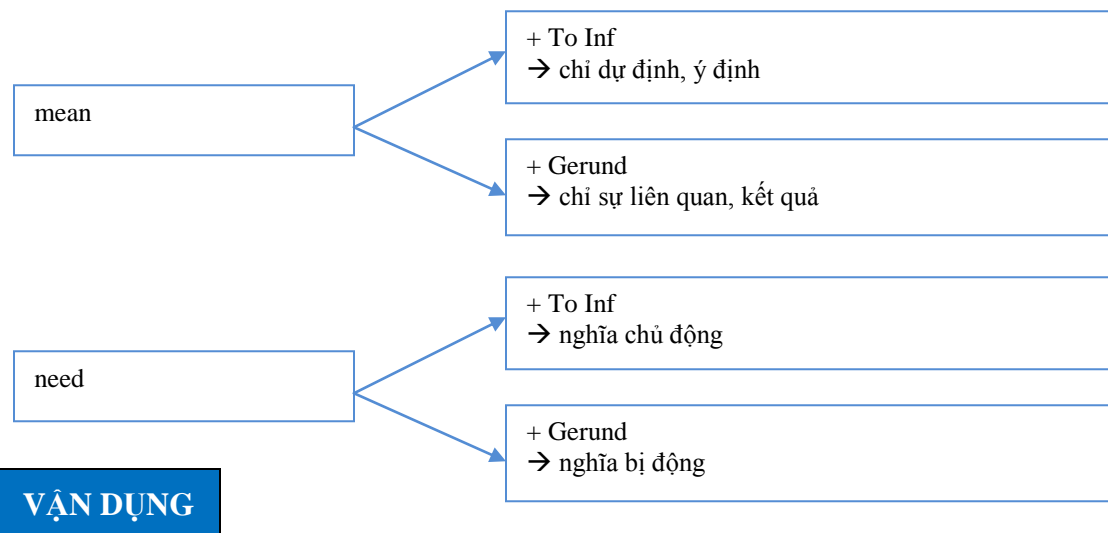 mean
+ To Inf
→ chỉ dự định, ý định
+ Gerund
→ chỉ sự liên quan, kết quả
need
+ To Inf
→ nghĩa chủ động
+ Gerund
→ nghĩa bị động
VẬN DỤNG